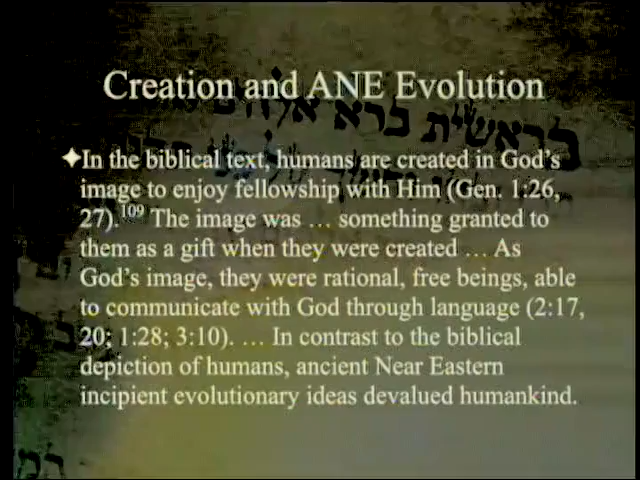 Creation and ANE Evolution
בראשית ברא אלהים
✦In the biblical text, humans are created in God's
image to enjoy fellowship with Him (Gen. 1:26,
27).109 The image was … something granted to
them as a gift when they were created … As
God's image, they were rational, free beings, able
to communicate with God through language (2:17,
20; 1:28; 3:10). … In contrast to the biblical
depiction of humans, ancient Near Eastern
incipient evolutionary ideas devalued humankind.